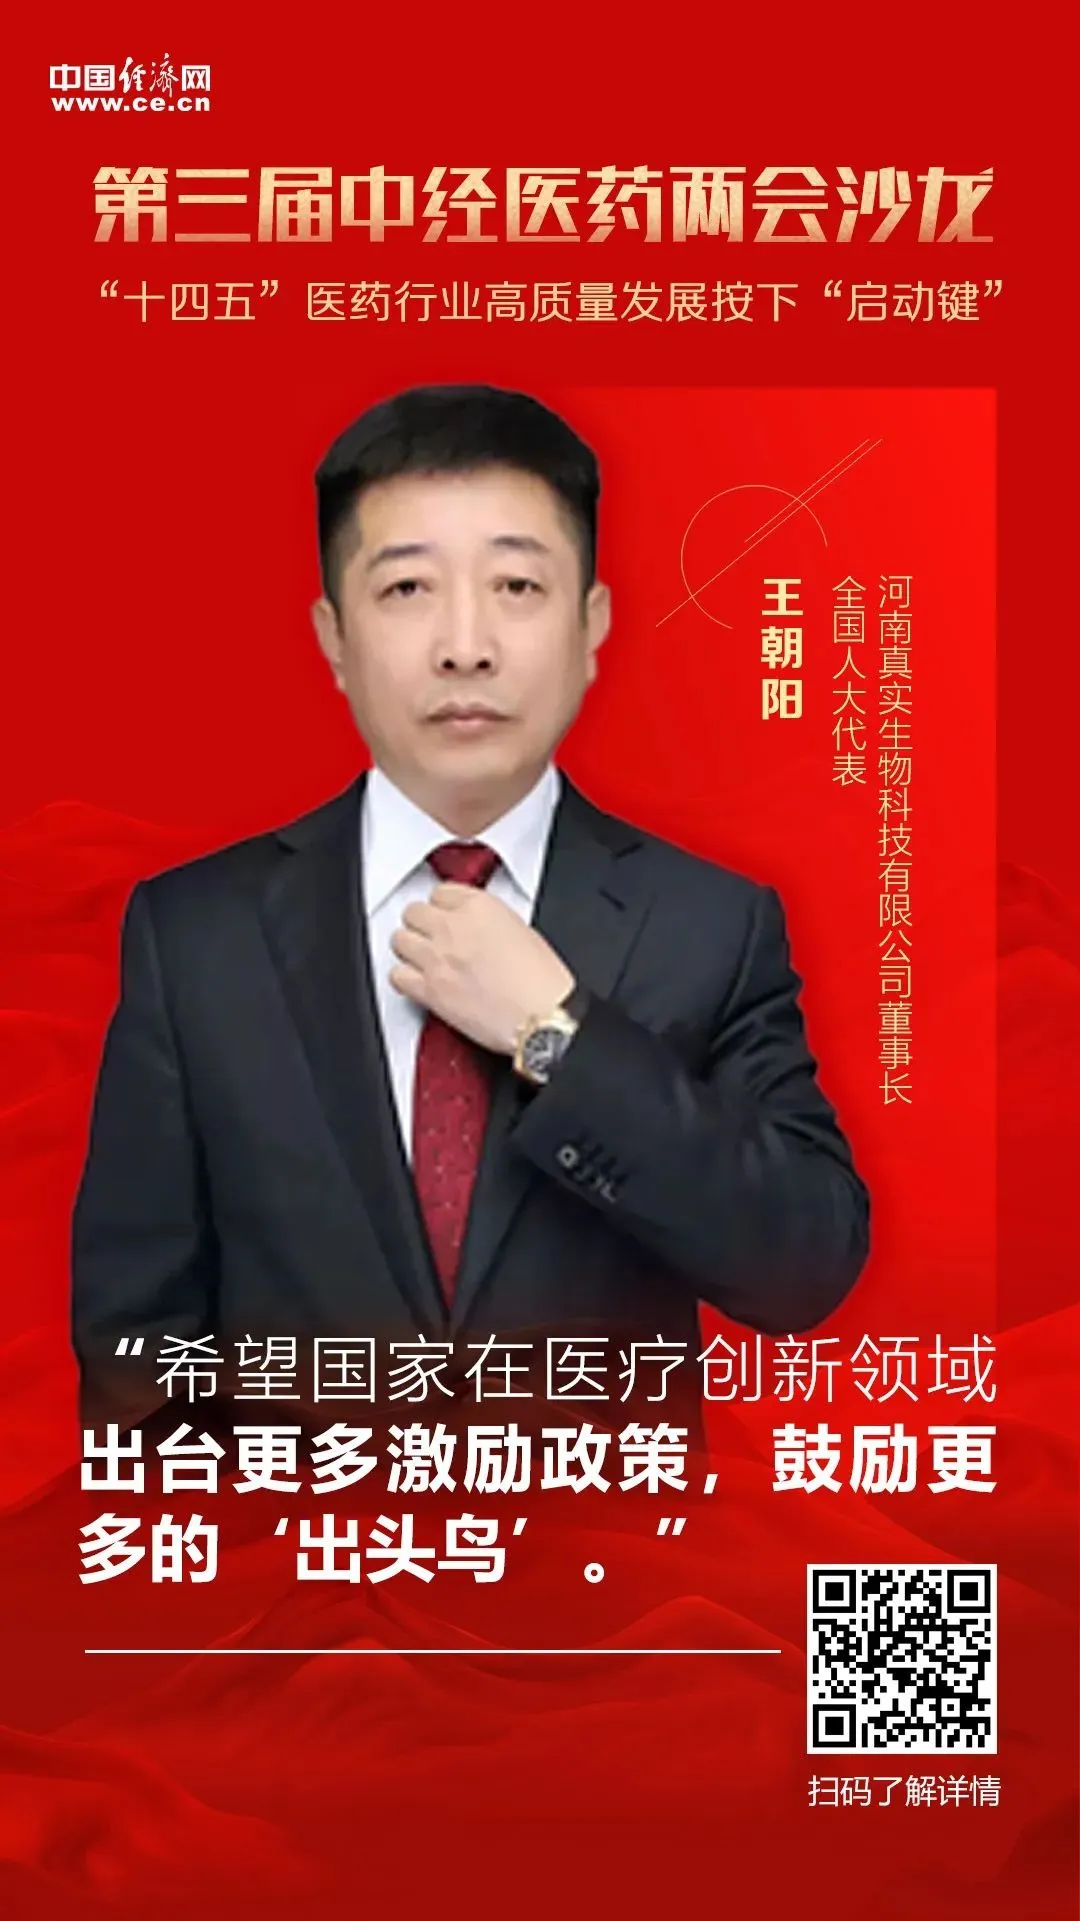 中国经济网
www.ce.cn
第三届中经医药两会沙龙
“十四五”医药行业高质量发展按下“启动键”
河南真实生物科技有限公司董事长
全国人大代表
王朝阳
“希望国家在医疗创新领域
出台更多激励政策，鼓励更
多的‘出头鸟’。”
扫码了解详情